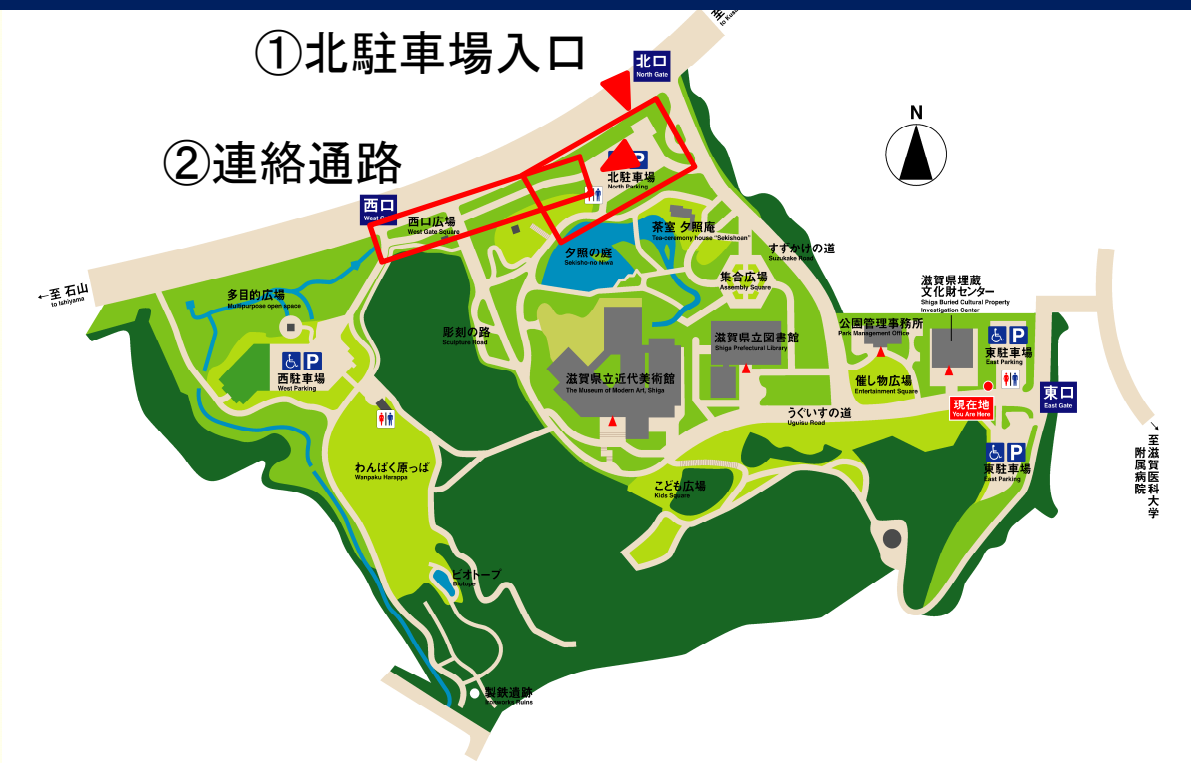 ①北駐車場入口
至
北口
North Gate
②連絡通路
N
P
北駐車場
North Parking
西口
西口広場
West Gate Square
茶室 夕照庵
Tea-ceremony house "Sekishoan"
夕照の庭
Sekisho-no Niwa
すずかけの道
Suzukake Road
集合広場
Assembly Square
←至 石山
to Ishiyama
多目的広場
Multipurpose open space
滋賀県埋蔵
文化財センター
Shiga Buried Cultural Property
Investigation Center
彫刻の路
Sculpture Road
滋賀県立図書館
Shiga Prefectural Library
公園管理事務所
Park Management Office
P
東駐車場
East Parking
P
西駐車場
West Parking
滋賀県立近代美術館
The Museum of Modern Art, Shiga
催し物広場
Entertainment Square
東口
East Gate
現在地
You Are Here
うぐいすの道
Uguisu Road
→至滋賀医科大学
附属病院
P
東駐車場
East Parking
わんぱく原っぱ
Wanpaku Harappa
こども広場
Kids Square
ビオトープ
製鉄遺跡
Ironworks Ruins